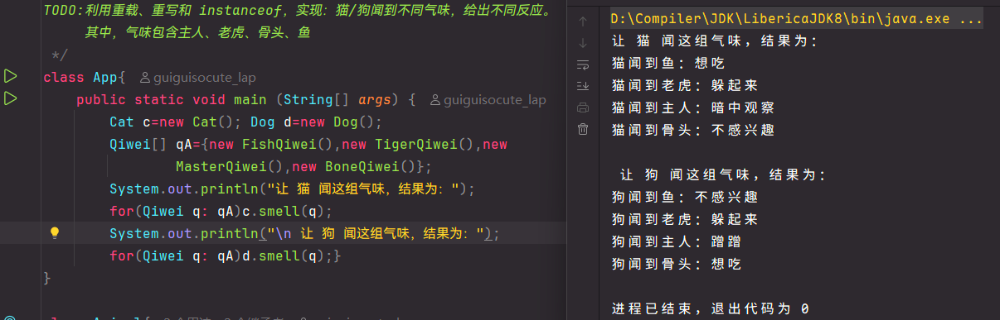 TODO:利用重载、重写和 instanceof，实现：猫/狗闻到不同气味，给出不同反应。
其中，气味包含主人、老虎、骨头、鱼
*/
class App{ guiguisocute_lap
public static void main (String[] args) { guiguisocute_lap
Cat c=new Cat(); Dog d=new Dog();
Qiwei[] qA={new FishQiwei(),new TigerQiwei(),new
MasterQiwei(),new BoneQiwei()};
System.out.println("让 猫 闻这组气味，结果为：");
for(Qiwei q: qA)c.smell(q);
System.out.println("\n 让 狗 闻这组气味，结果为：");
for(Qiwei q: qA)d.smell(q);}
}
D:\Compiler\JDK\LibericaJDK8\bin\java.exe ...
让 猫 闻这组气味，结果为：
猫闻到鱼：想吃
猫闻到老虎：躲起来
猫闻到主人：暗中观察
猫闻到骨头：不感兴趣
让 狗 闻这组气味，结果为：
狗闻到鱼：不感兴趣
狗闻到老虎：躲起来
狗闻到主人：蹭蹭
狗闻到骨头：想吃
进程已结束，退出代码为 0